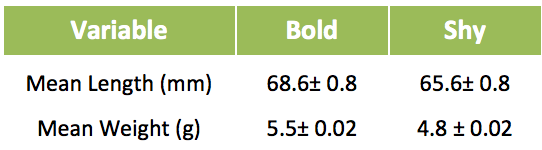 Variable Bold Shy
Mean Length (mm) 68.6± 0.8 65.6± 0.8
Mean Weight (g) 5.5± 0.02 4.8 ± 0.02